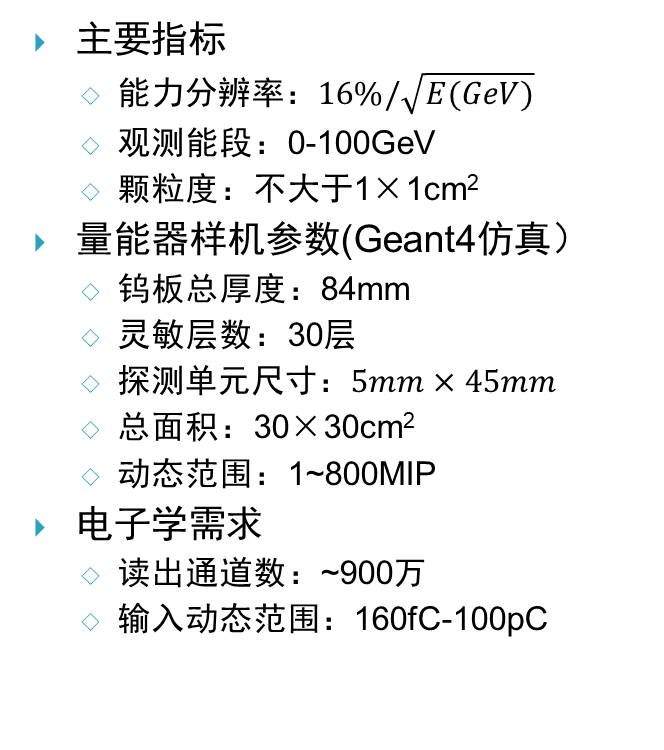 主要指标
能力分辨率：16%/√E(GeV)
观测能段：0-100GeV
颗粒度：不大于1×1cm²
量能器样机参数(Geant4仿真）
钨板总厚度：84mm
灵敏层数：30层
探测单元尺寸：5mm × 45mm
总面积：30×30cm²
动态范围：1~800MIP
电子学需求
读出通道数：~900万
输入动态范围：160fC-100pC